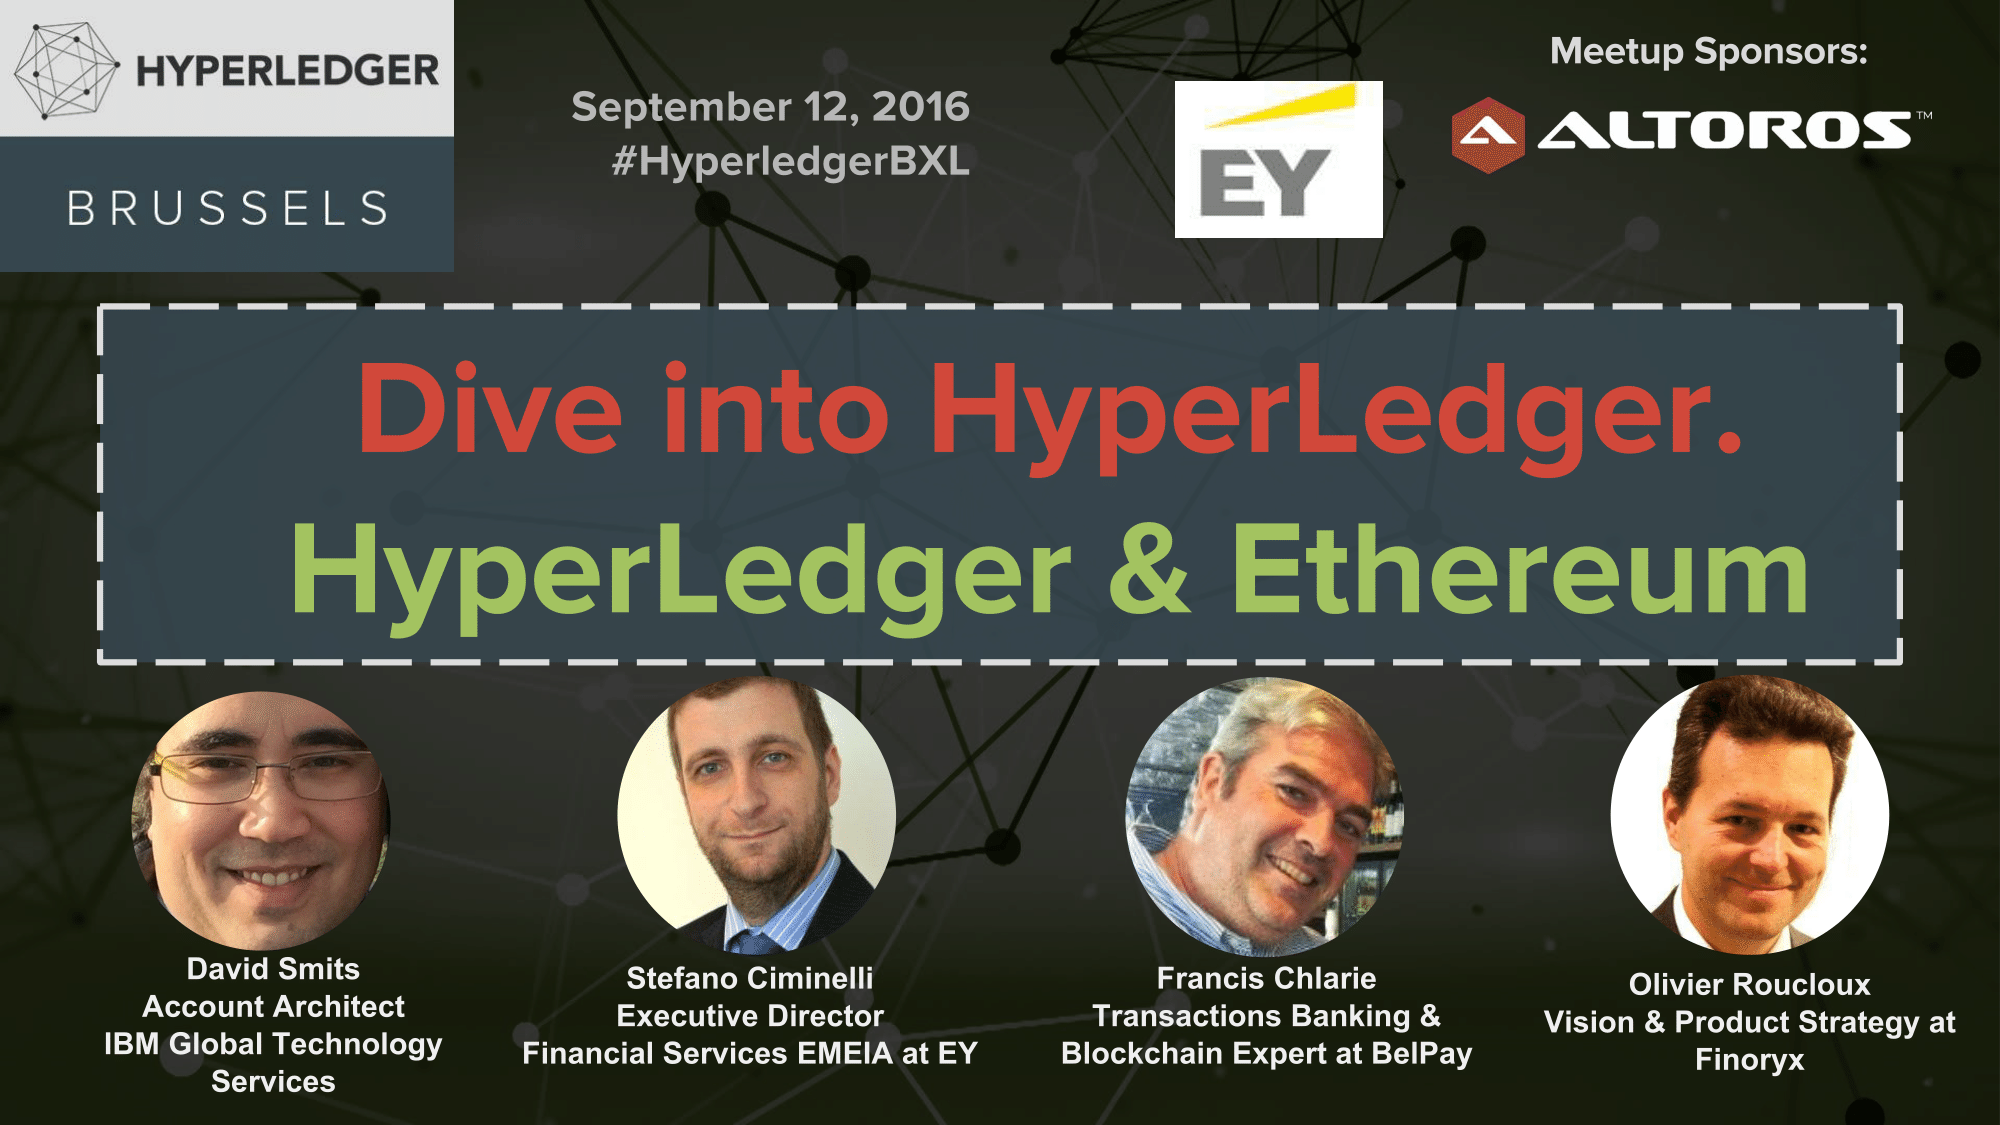 HYPERLEDGER
BRUSSELS
September 12, 2016
#HyperledgerBXL
EY
Meetup Sponsors:
ALTOROS™
Dive into HyperLedger.
HyperLedger & Ethereum
David Smits
Account Architect
IBM Global Technology
Services
Stefano Ciminelli
Executive Director
Financial Services EMEIA at EY
Francis Chlarie
Transactions Banking &
Blockchain Expert at BelPay
Olivier Roucloux
Vision & Product Strategy at
Finoryx